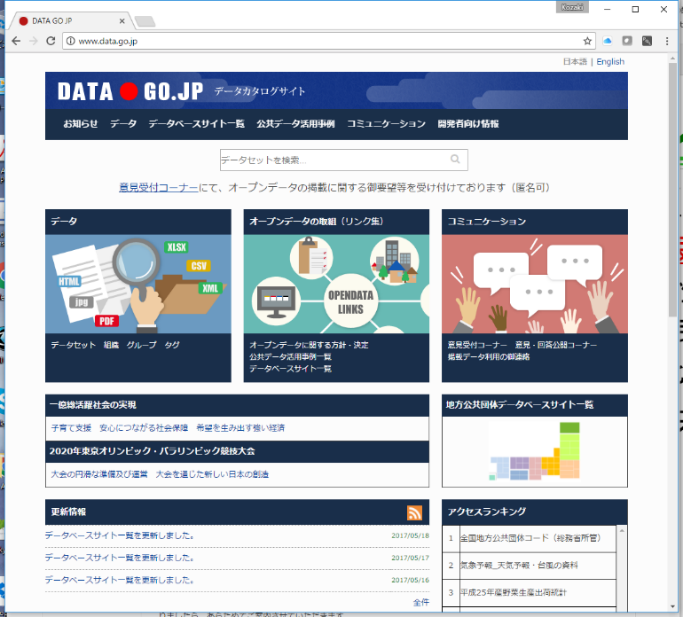 Kozaki
DATA GO JP
www.data.go.jp
日本語 | English
DATA GO.JP データカタログサイト
お知らせ データ データベースサイト一覧 公共データ活用事例 コミュニケーション 開発者向け情報
データセットを検索...
意見受付コーナーにて、オープンデータの掲載に関する御要望等を受け付けております（匿名可）
データ
オープンデータの取組（リンク集）
コミュニケーション
XLSX
CSV
HTML
XML
jpg
PDF
OPENDATA
LINKS
データセット 組織 グループ タグ
オープンデータに関する方針・決定
公共データ活用事例一覧
データベースサイト一覧
意見受付コーナー 意見・回答公開コーナー
掲載データ利用の御連絡
一億総活躍社会の実現
子育て支援 安心につながる社会保障 希望を生み出す強い経済
2020年東京オリンピック・パラリンピック競技大会
大会の円滑な準備及び運営 大会を通じた新しい日本の創造
地方公共団体データベースサイト一覧
更新情報
データベースサイト一覧を更新しました。 2017/05/18
データベースサイト一覧を更新しました。 2017/05/17
データベースサイト一覧を更新しました。 2017/05/16
全件
アクセスランキング
1 全国地方公共団体コード（総務省所管）
2 気象予報_天気予報・台風の資料
3 平成25年産野菜生産出荷統計
りましたら、あらためてご案内させていただきます